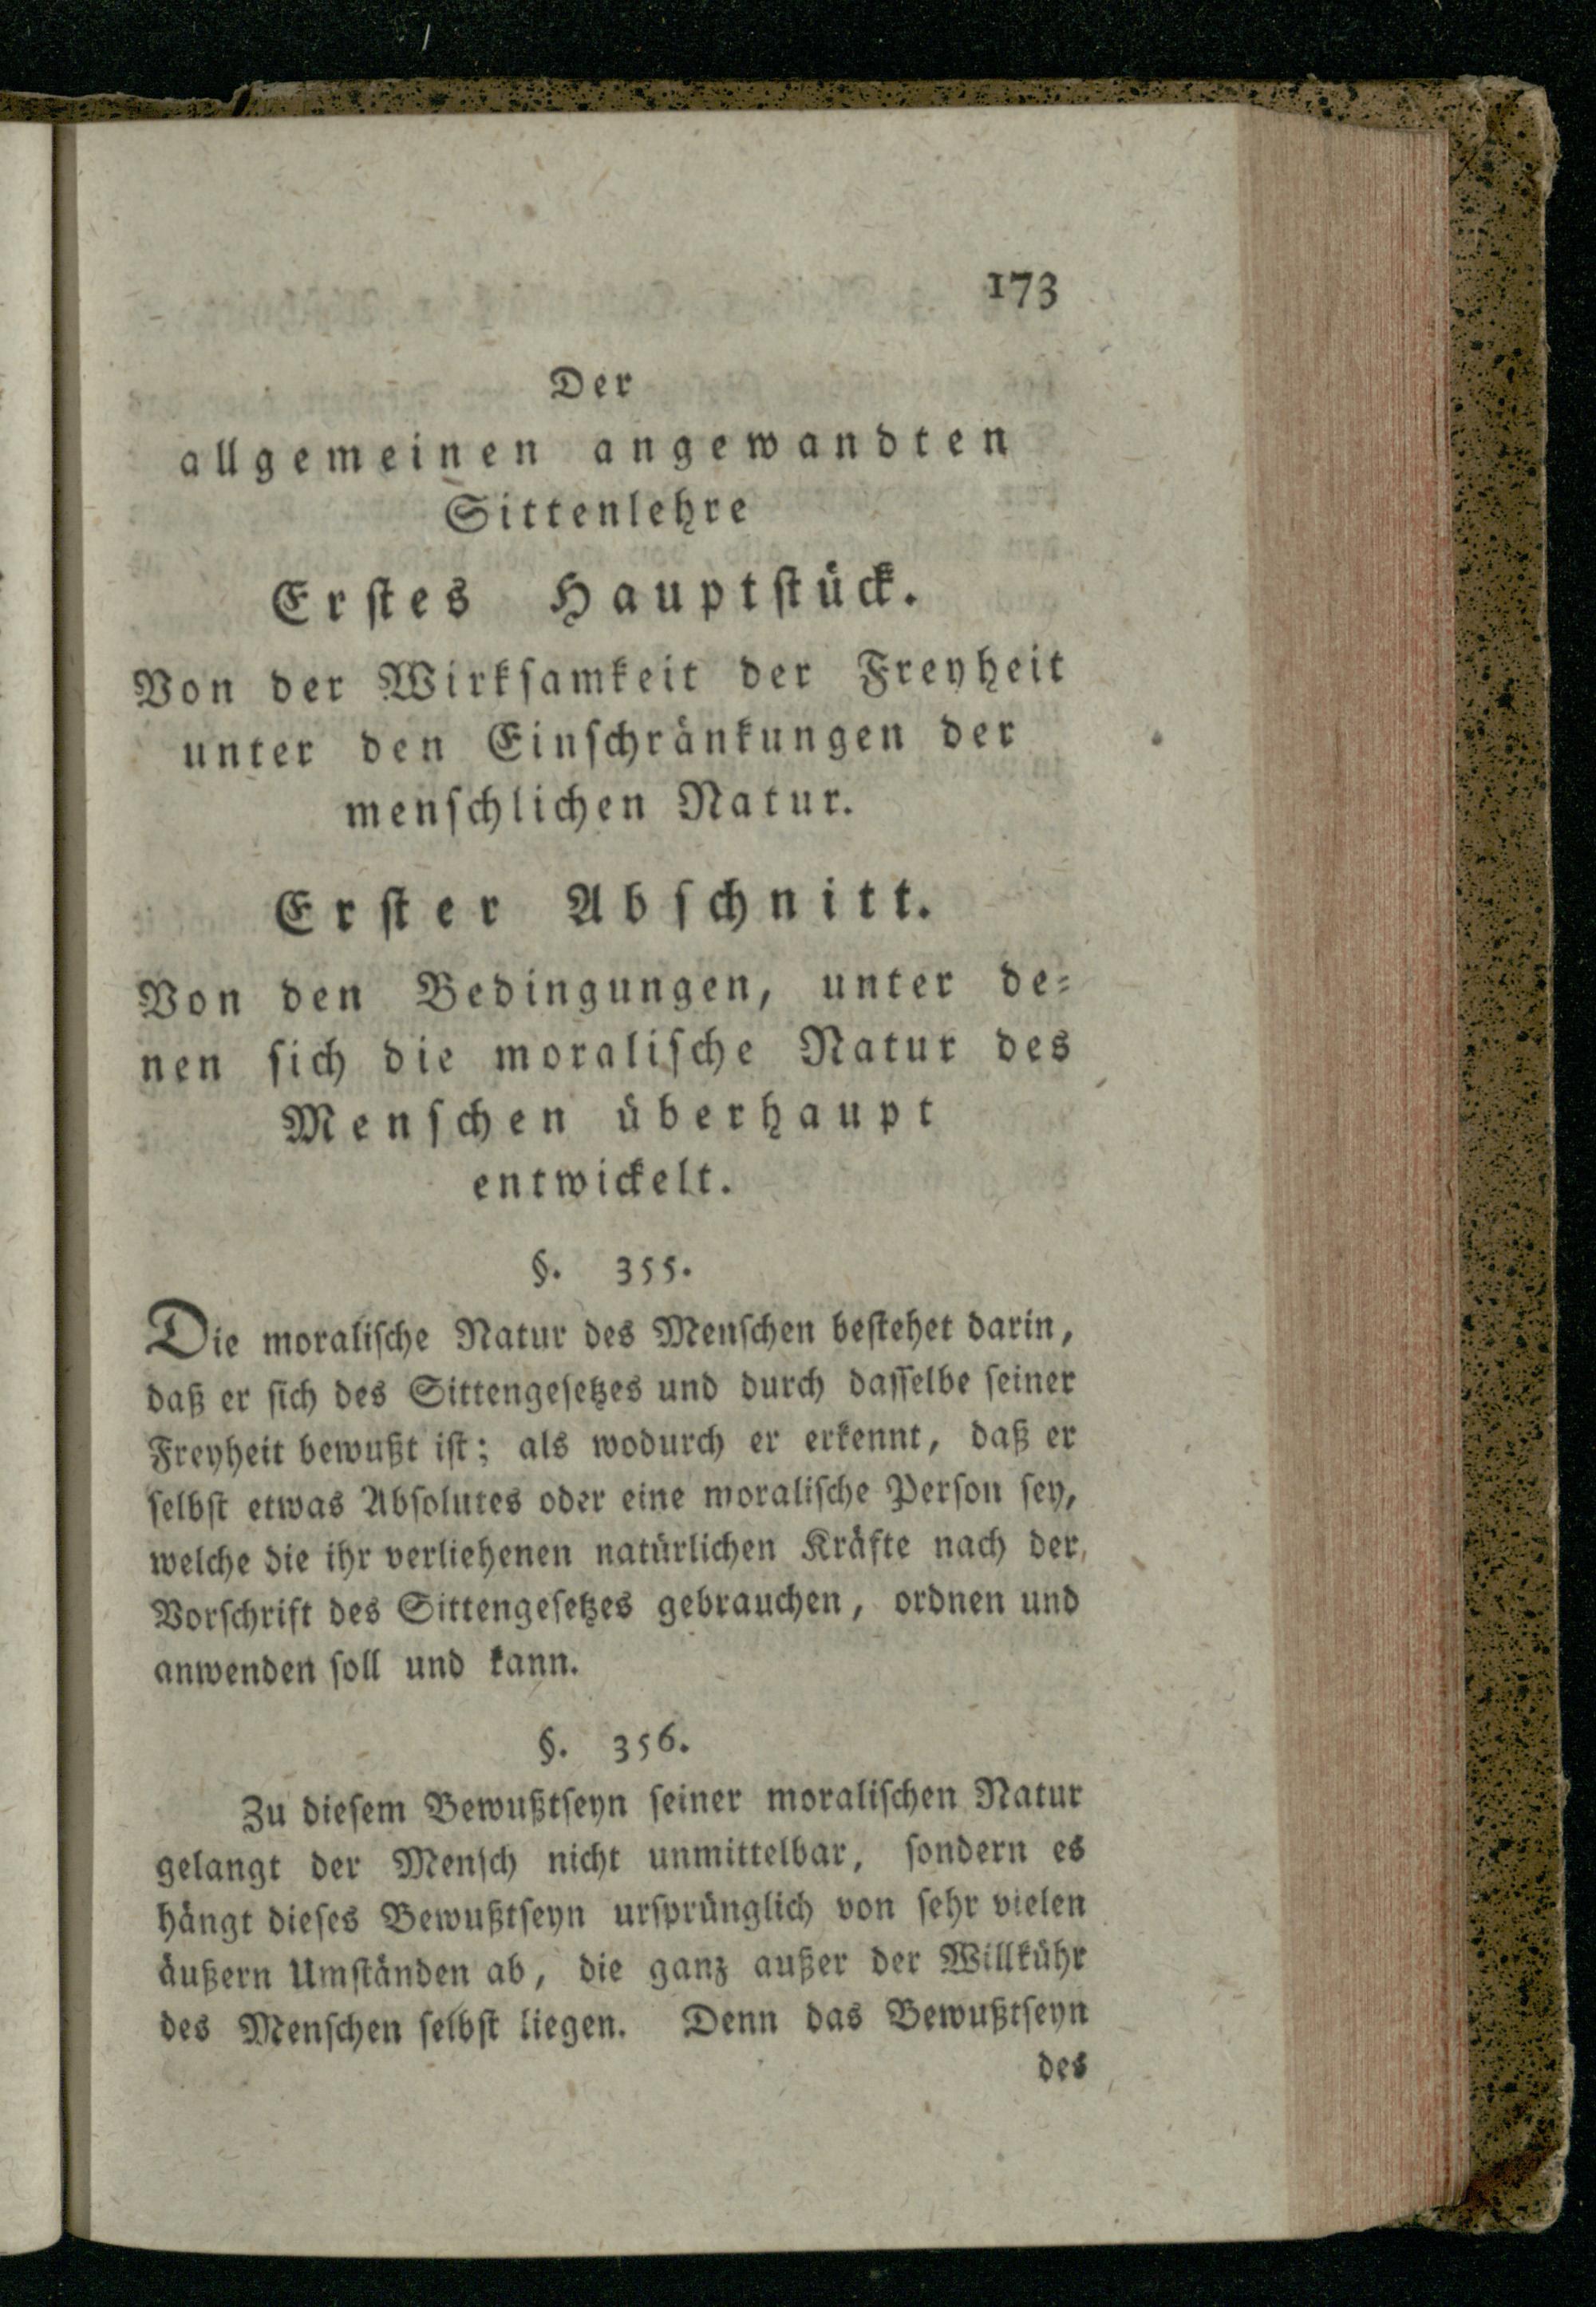 173
Der
allgemeinen angewandten
Sittenlehre
Erstes Hauptstück.
Von der Wirksamkeit der Freyheit
unter den Einschränkungen der
menschlichen Natur.
Erster Abschnitt.
Von den Bedingungen, unter de-
nen sich die moralische Natur des
Menschen überhaupt
entwickelt.
§. 355.
Die moralische Natur des Menschen bestehet darin,
daß er sich des Sittengesetzes und durch dasselbe seiner
Freyheit bewußt ist; als wodurch er erkennt, daß er
selbst etwas Absolutes oder eine moralische Person sey,
welche die ihr verliehenen natürlichen Kräfte nach der
Vorschrift des Sittengesetzes gebrauchen, ordnen und
anwenden soll und kann.
§. 356.
Zu diesem Bewußtseyn seiner moralischen Natur
gelangt der Mensch nicht unmittelbar, sondern es
hängt dieses Bewußtseyn ursprünglich von sehr vielen
äußern Umständen ab, die ganz außer der Willkühr
des Menschen selbst liegen. Denn das Bewußtseyn
des